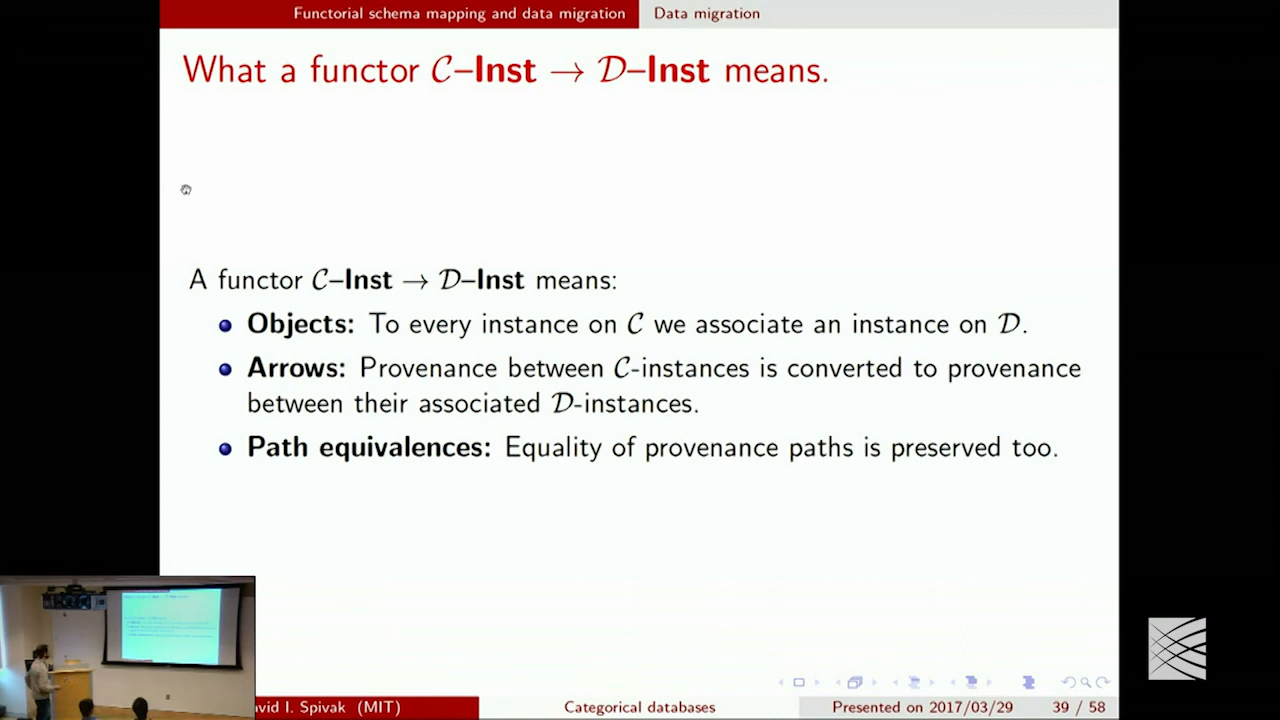 Functorial schema mapping and data migration Data migration
What a functor 𝒞–Inst → 𝒟–Inst means.
A functor 𝒞–Inst → 𝒟–Inst means:
Objects: To every instance on 𝒞 we associate an instance on 𝒟.
Arrows: Provenance between 𝒞-instances is converted to provenance
between their associated 𝒟-instances.
Path equivalences: Equality of provenance paths is preserved too.
vid I. Spivak (MIT) Categorical databases Presented on 2017/03/29 39 / 58